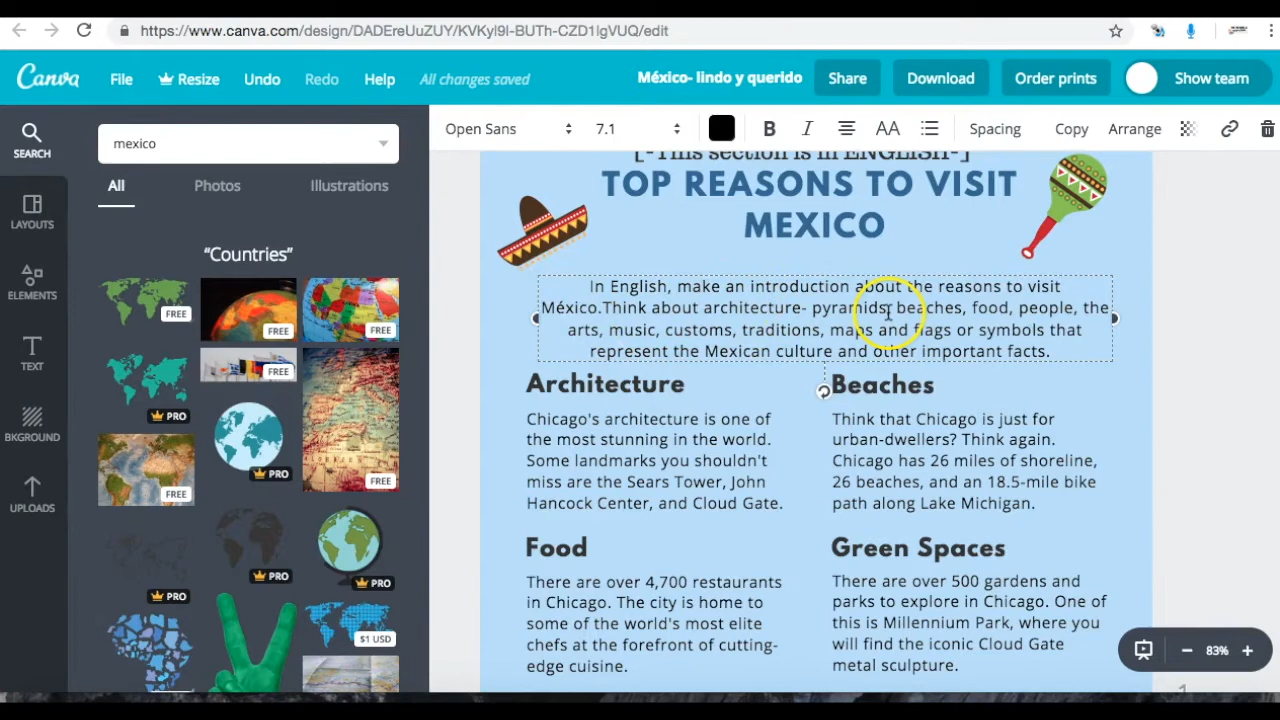 https://www.canva.com/design/DADEreUuZUY/KVKyl9I-BUTh-CZD1lgVUQ/edit
Canva
File
Resize
Undo
Redo
Help
All changes saved
México- lindo y querido
Share
Download
Order prints
Show team
SEARCH
LAYOUTS
ELEMENTS
TEXT
BKGROUND
UPLOADS
mexico
All
Photos
Illustrations
“Countries”
FREE
FREE
FREE
FREE
PRO
FREE
PRO
FREE
PRO
PRO
PRO
$1 USD
Open Sans
7.1
B
I
AA
Spacing
Copy
Arrange
[-This section is in ENGLISH-]
TOP REASONS TO VISIT
MEXICO
In English, make an introduction about the reasons to visit
México.Think about architecture- pyramids, beaches, food, people, the
arts, music, customs, traditions, maps and flags or symbols that
represent the Mexican culture and other important facts.
Architecture
Chicago's architecture is one of
the most stunning in the world.
Some landmarks you shouldn't
miss are the Sears Tower, John
Hancock Center, and Cloud Gate.
Beaches
Think that Chicago is just for
urban-dwellers? Think again.
Chicago has 26 miles of shoreline,
26 beaches, and an 18.5-mile bike
path along Lake Michigan.
Food
There are over 4,700 restaurants
in Chicago. The city is home to
some of the world's most elite
chefs at the forefront of cutting-
edge cuisine.
Green Spaces
There are over 500 gardens and
parks to explore in Chicago. One of
this is Millennium Park, where you
will find the iconic Cloud Gate
metal sculpture.
83%
1